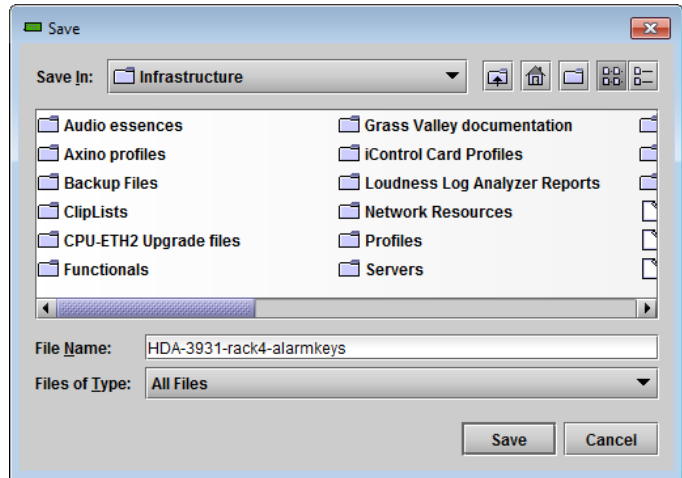 Save
Save In: Infrastructure
Audio essences Grass Valley documentation
Axino profiles iControl Card Profiles
Backup Files Loudness Log Analyzer Reports
ClipLists Network Resources
CPU-ETH2 Upgrade files Profiles
Functionals Servers
File Name: HDA-3931-rack4-alarmkeys
Files of Type: All Files
Save Cancel